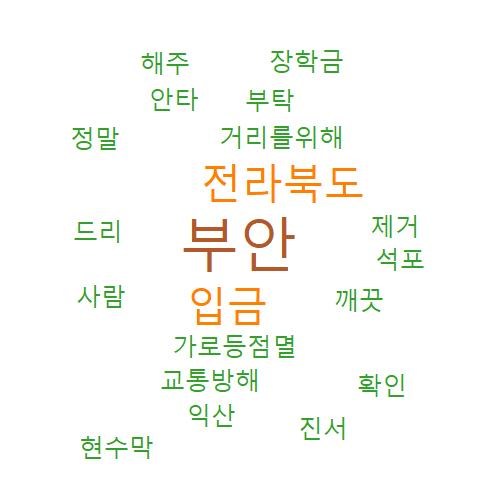 해주 장학금
안타 부탁
정말 거리를위해
전라북도
드리 부안 제거
석포
사람 입금 깨끗
가로등점멸
교통방해 확인
익산 진서
현수막